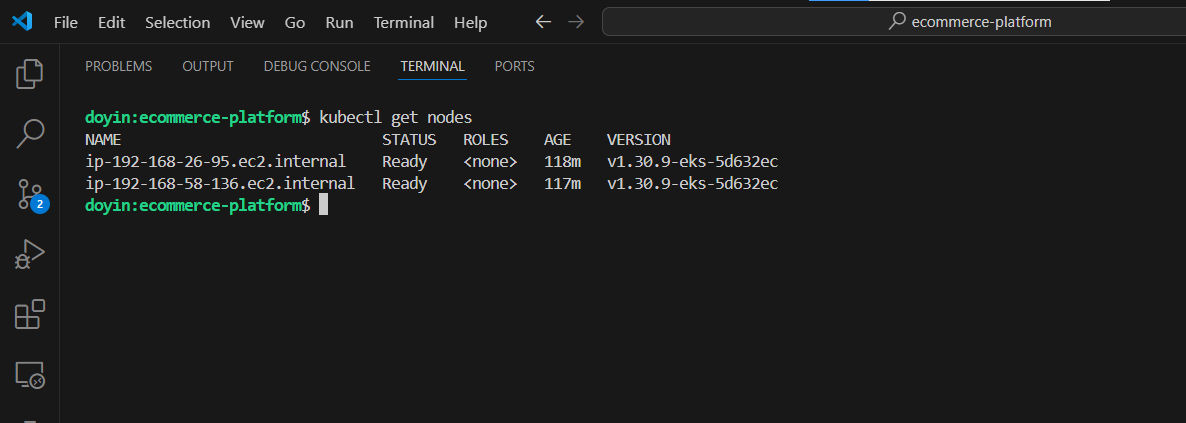 File Edit Selection View Go Run Terminal Help
ecommerce-platform
PROBLEMS OUTPUT DEBUG CONSOLE TERMINAL PORTS
doyin:ecommerce-platform$ kubectl get nodes
NAME STATUS ROLES AGE VERSION
ip-192-168-26-95.ec2.internal Ready <none> 118m v1.30.9-eks-5d632ec
ip-192-168-58-136.ec2.internal Ready <none> 117m v1.30.9-eks-5d632ec
doyin:ecommerce-platform$
2